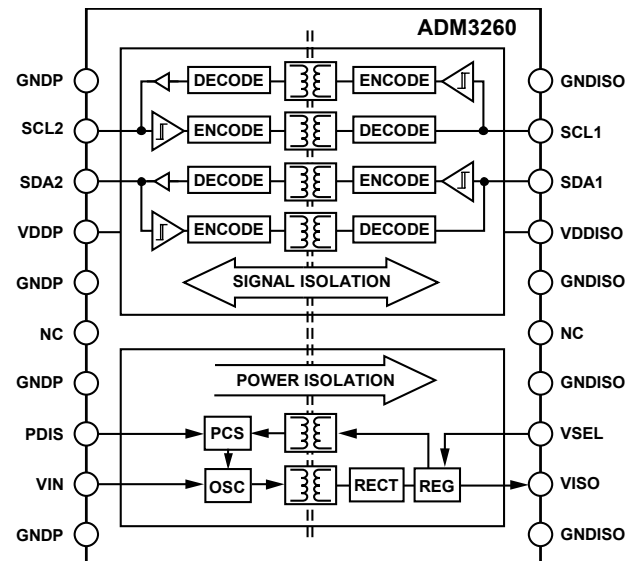 ADM3260
GNDP DECODE ENCODE GNDISO
SCL2 ENCODE DECODE SCL1
SDA2 DECODE ENCODE SDA1
VDDP ENCODE DECODE VDDISO
GNDP SIGNAL ISOLATION GNDISO
NC NC
GNDP POWER ISOLATION GNDISO
PDIS PCS VSEL
VIN OSC RECT REG VISO
GNDP GNDISO